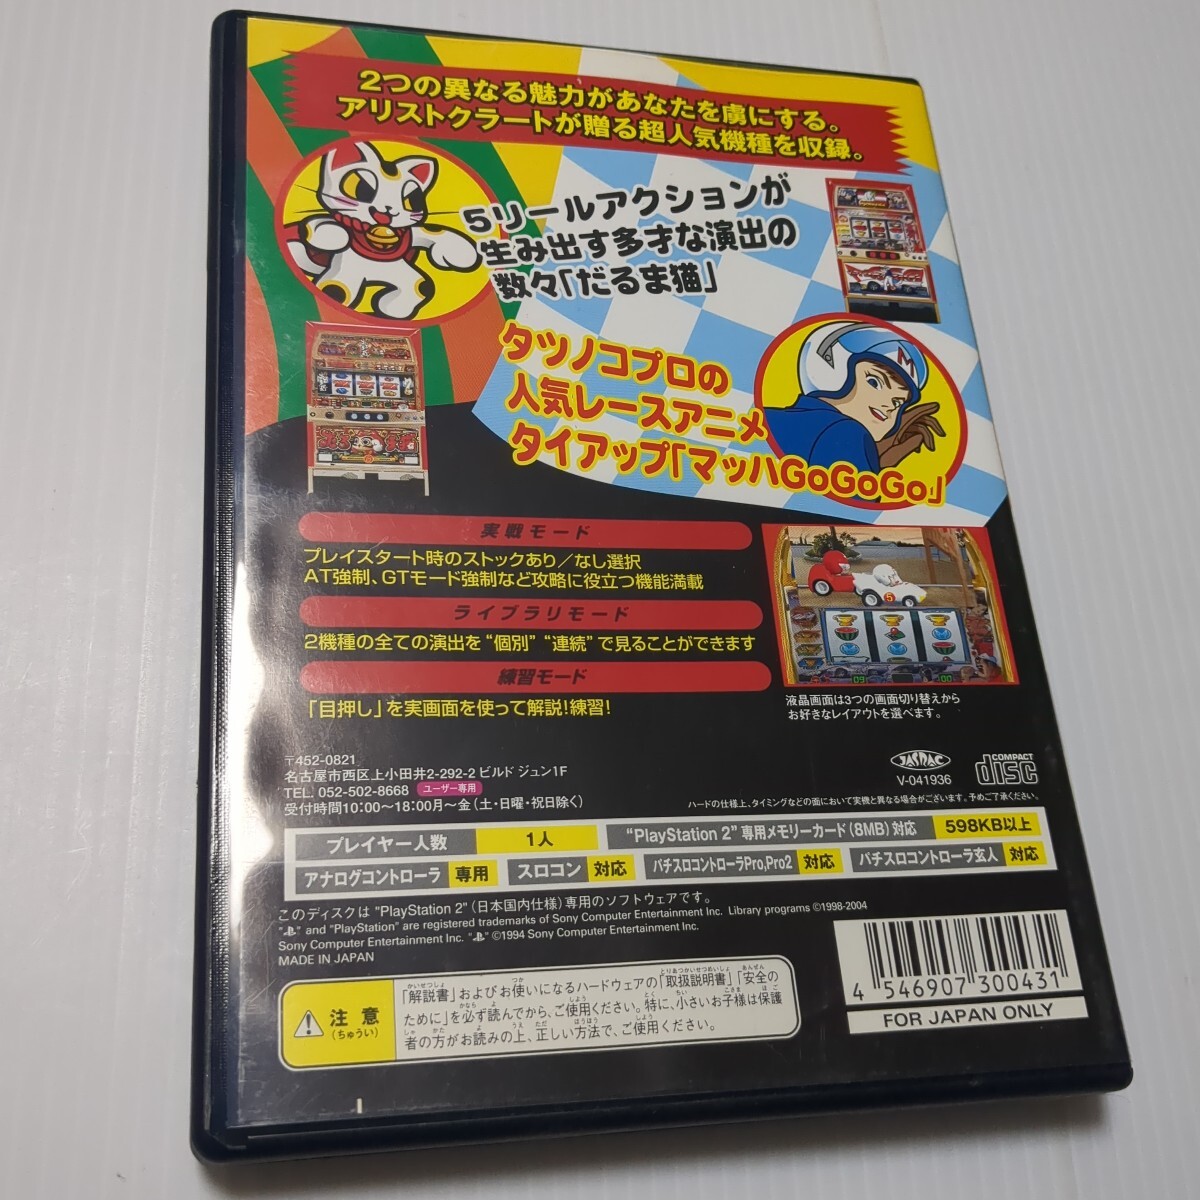 2つの異なる魅力があなたを虜にする。
アリストクラートが贈る超人気機種を収録。
5リールアクションが
生み出す多才な演出の
数々「だるま猫」
タツノコプロの
人気レースアニメ
タイアップ「マッハGoGoGo」
M
実戦モード
プレイスタート時のストックあり/なし選択
AT強制、GTモード強制など攻略に役立つ機能満載
ライブラリモード
2機種の全ての演出を“個別”“連続”で見ることができます
練習モード
「目押し」を実画面を使って解説!練習!
5
液晶画面は3つの画面切り替えから
お好きなレイアウトを選べます。
〒452-0821
名古屋市西区上小田井2-292-2 ビルド ジュン1F
TEL. 052-502-8668 ユーザー専用
受付時間10:00〜18:00月〜金(土・日曜・祝日除く)
JASRAC
V-041936
COMPACT
disc
ハードの仕様上、タイミングなどの面において実機と異なる場合がございます。予めご了承ください。
プレイヤー人数 1人 “PlayStation 2”専用メモリーカード(8MB)対応 598KB以上
アナログコントローラ 専用 スロコン 対応 パチスロコントローラPro,Pro2 対応 パチスロコントローラ玄人 対応
このディスクは “PlayStation 2”(日本国内仕様)専用のソフトウェアです。
" " and "PlayStation" are registered trademarks of Sony Computer Entertainment Inc. Library programs ©1998-2004
Sony Computer Entertainment Inc. " " ©1994 Sony Computer Entertainment Inc.
MADE IN JAPAN
注意
(ちゅうい)
「解説書」およびお使いになるハードウェアの「取扱説明書」「安全の
ために」を必ず読んでから、ご使用ください。特に、小さいお子様は保護
者の方がお読みの上、正しい方法で、ご使用ください。
4 546907 300431
FOR JAPAN ONLY